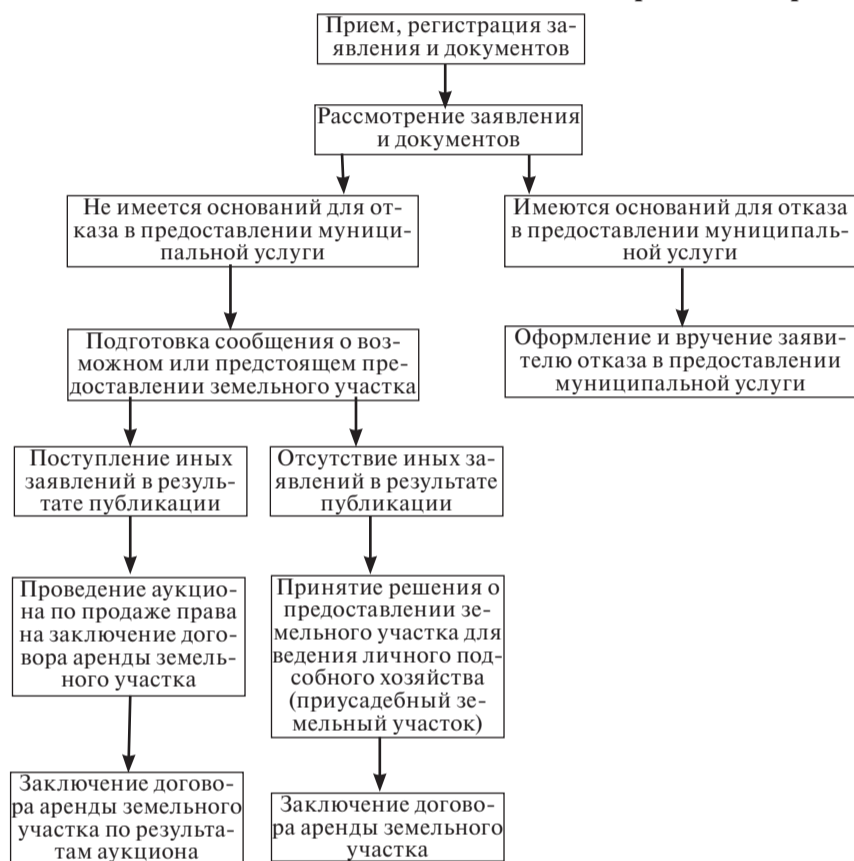 Прием, регистрация за-
явления и документов
Рассмотрение заявления
и документов
Не имеется оснований для от-
каза в предоставлении муници-
пальной услуги
Имеются оснований для отказа
в предоставлении муниципаль-
ной услуги
Подготовка сообщения о воз-
можном или предстоящем пре-
доставлении земельного участка
Оформление и вручение заяви-
телю отказа в предоставлении
муниципальной услуги
Поступление иных
заявлений в резуль-
тате публикации
Отсутствие иных за-
явлений в результате
публикации
Проведение аукцио-
на по продаже права
на заключение дого-
вора аренды земель-
ного участка
Принятие решения о
предоставлении зе-
мельного участка для
ведения личного под-
собного хозяйства
(приусадебный зе-
мельный участок)
Заключение догово-
ра аренды земельного
участка по результа-
там аукциона
Заключение догово-
ра аренды земельного
участка